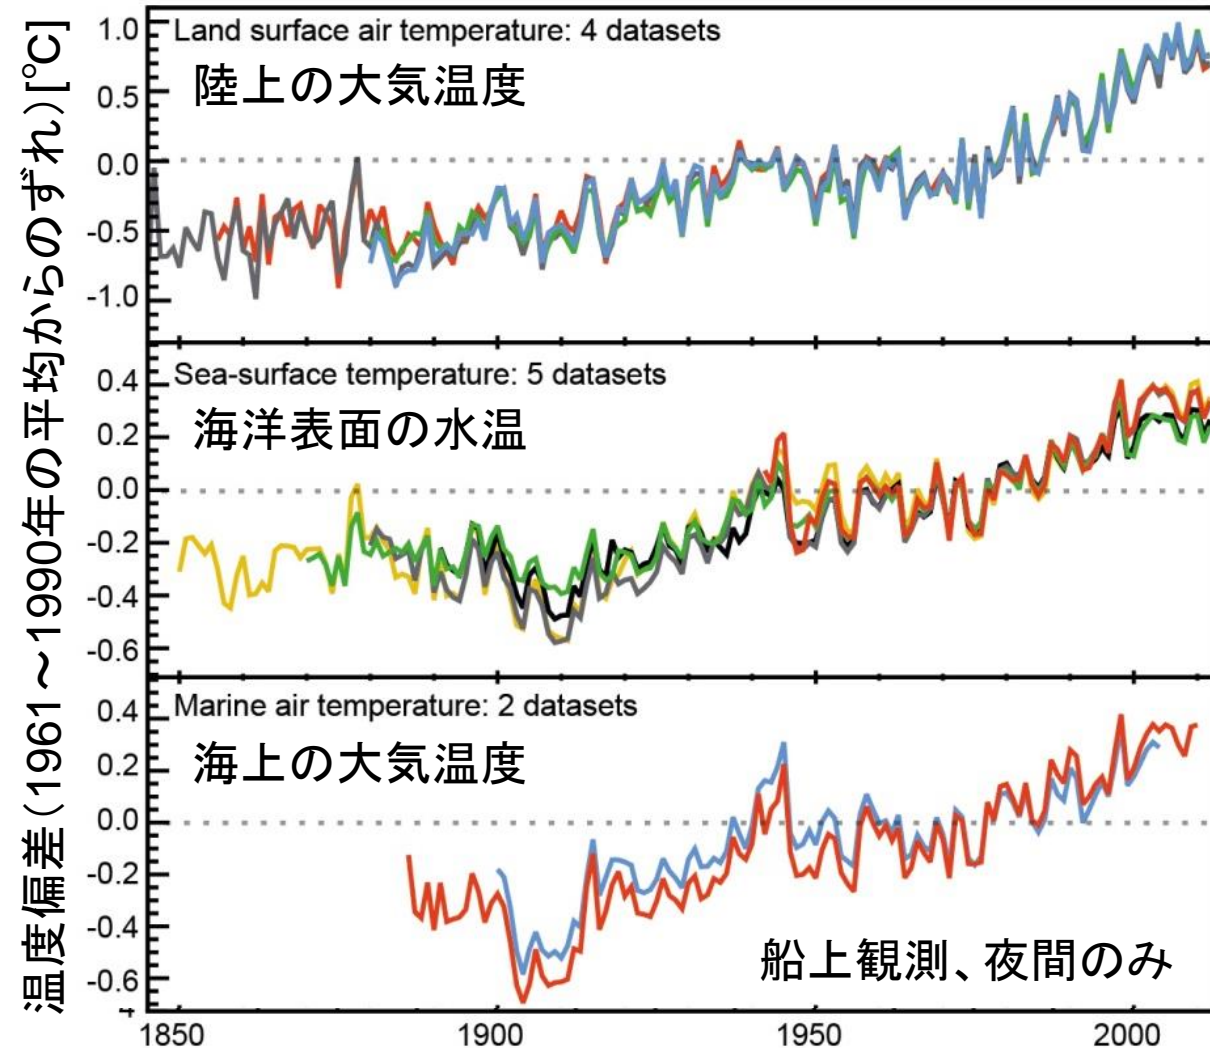 温度偏差(1961～1990年の平均からのずれ)[℃]
Land surface air temperature: 4 datasets
陸上の大気温度
1.0
0.5
0.0
-0.5
-1.0
Sea-surface temperature: 5 datasets
海洋表面の水温
0.4
0.2
0.0
-0.2
-0.4
-0.6
Marine air temperature: 2 datasets
海上の大気温度
0.4
0.2
0.0
-0.2
-0.4
-0.6
船上観測、夜間のみ
1850 1900 1950 2000